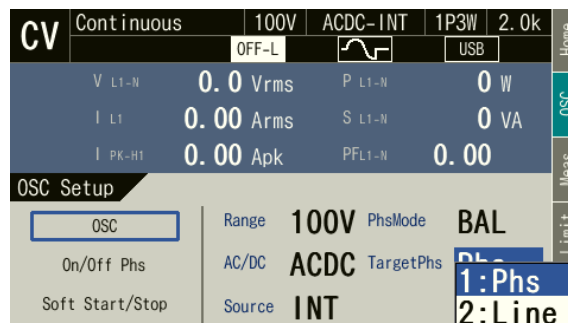 CV Continuous 100V ACDC-INT 1P3W 2.0k
OFF-L USB
V L1-N 0.0 Vrms P L1-N 0 W
I L1 0.00 Arms S L1-N 0 VA
I PK-H1 0.00 Apk PFL1-N 0.00
OSC Setup
OSC Range 100V PhsMode BAL
On/Off Phs AC/DC ACDC TargetPhs Phs
1:Phs
Soft Start/Stop Source INT 2:Line
Home
OSC
Meas
Limit